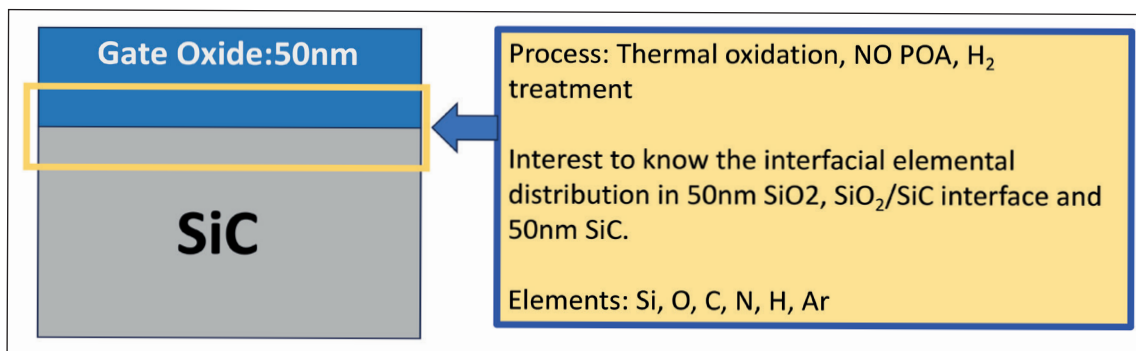 Gate Oxide:50nm
SiC
Process: Thermal oxidation, NO POA, H₂
treatment
Interest to know the interfacial elemental
distribution in 50nm SiO2, SiO₂/SiC interface and
50nm SiC.
Elements: Si, O, C, N, H, Ar